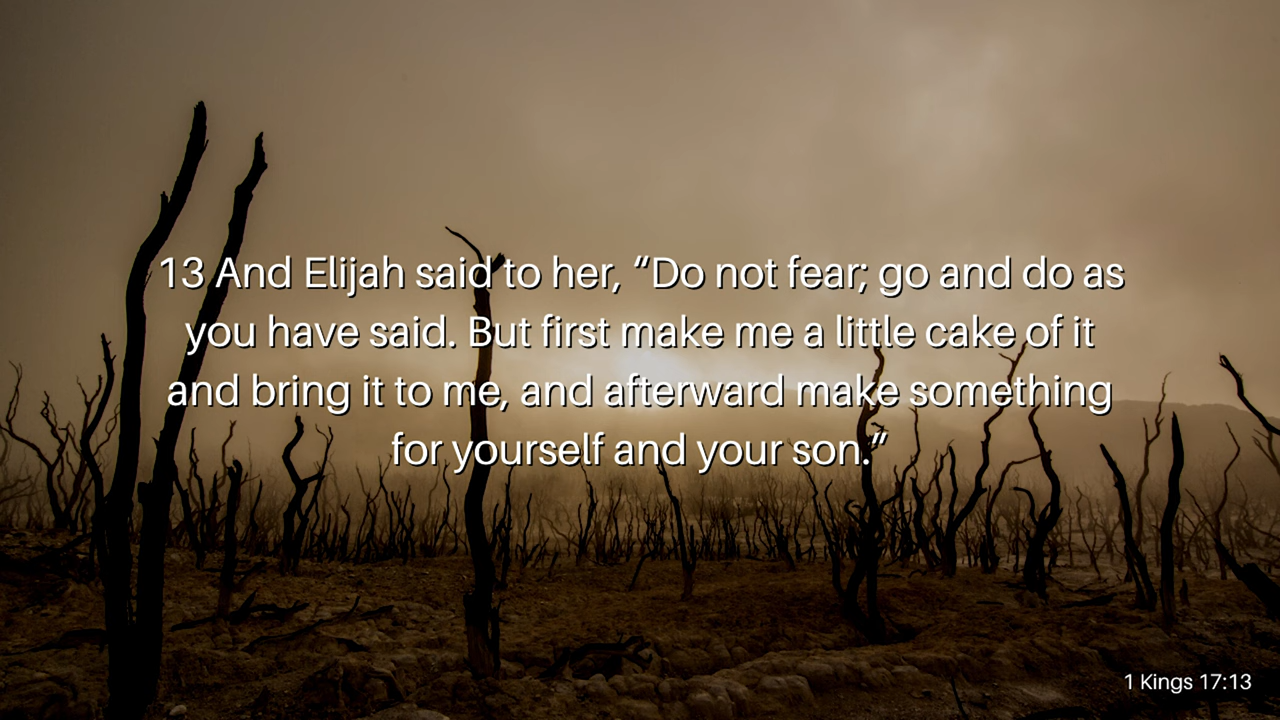 13 And Elijah said to her, “Do not fear; go and do as
you have said. But first make me a little cake of it
and bring it to me, and afterward make something
for yourself and your son.”
1 Kings 17:13